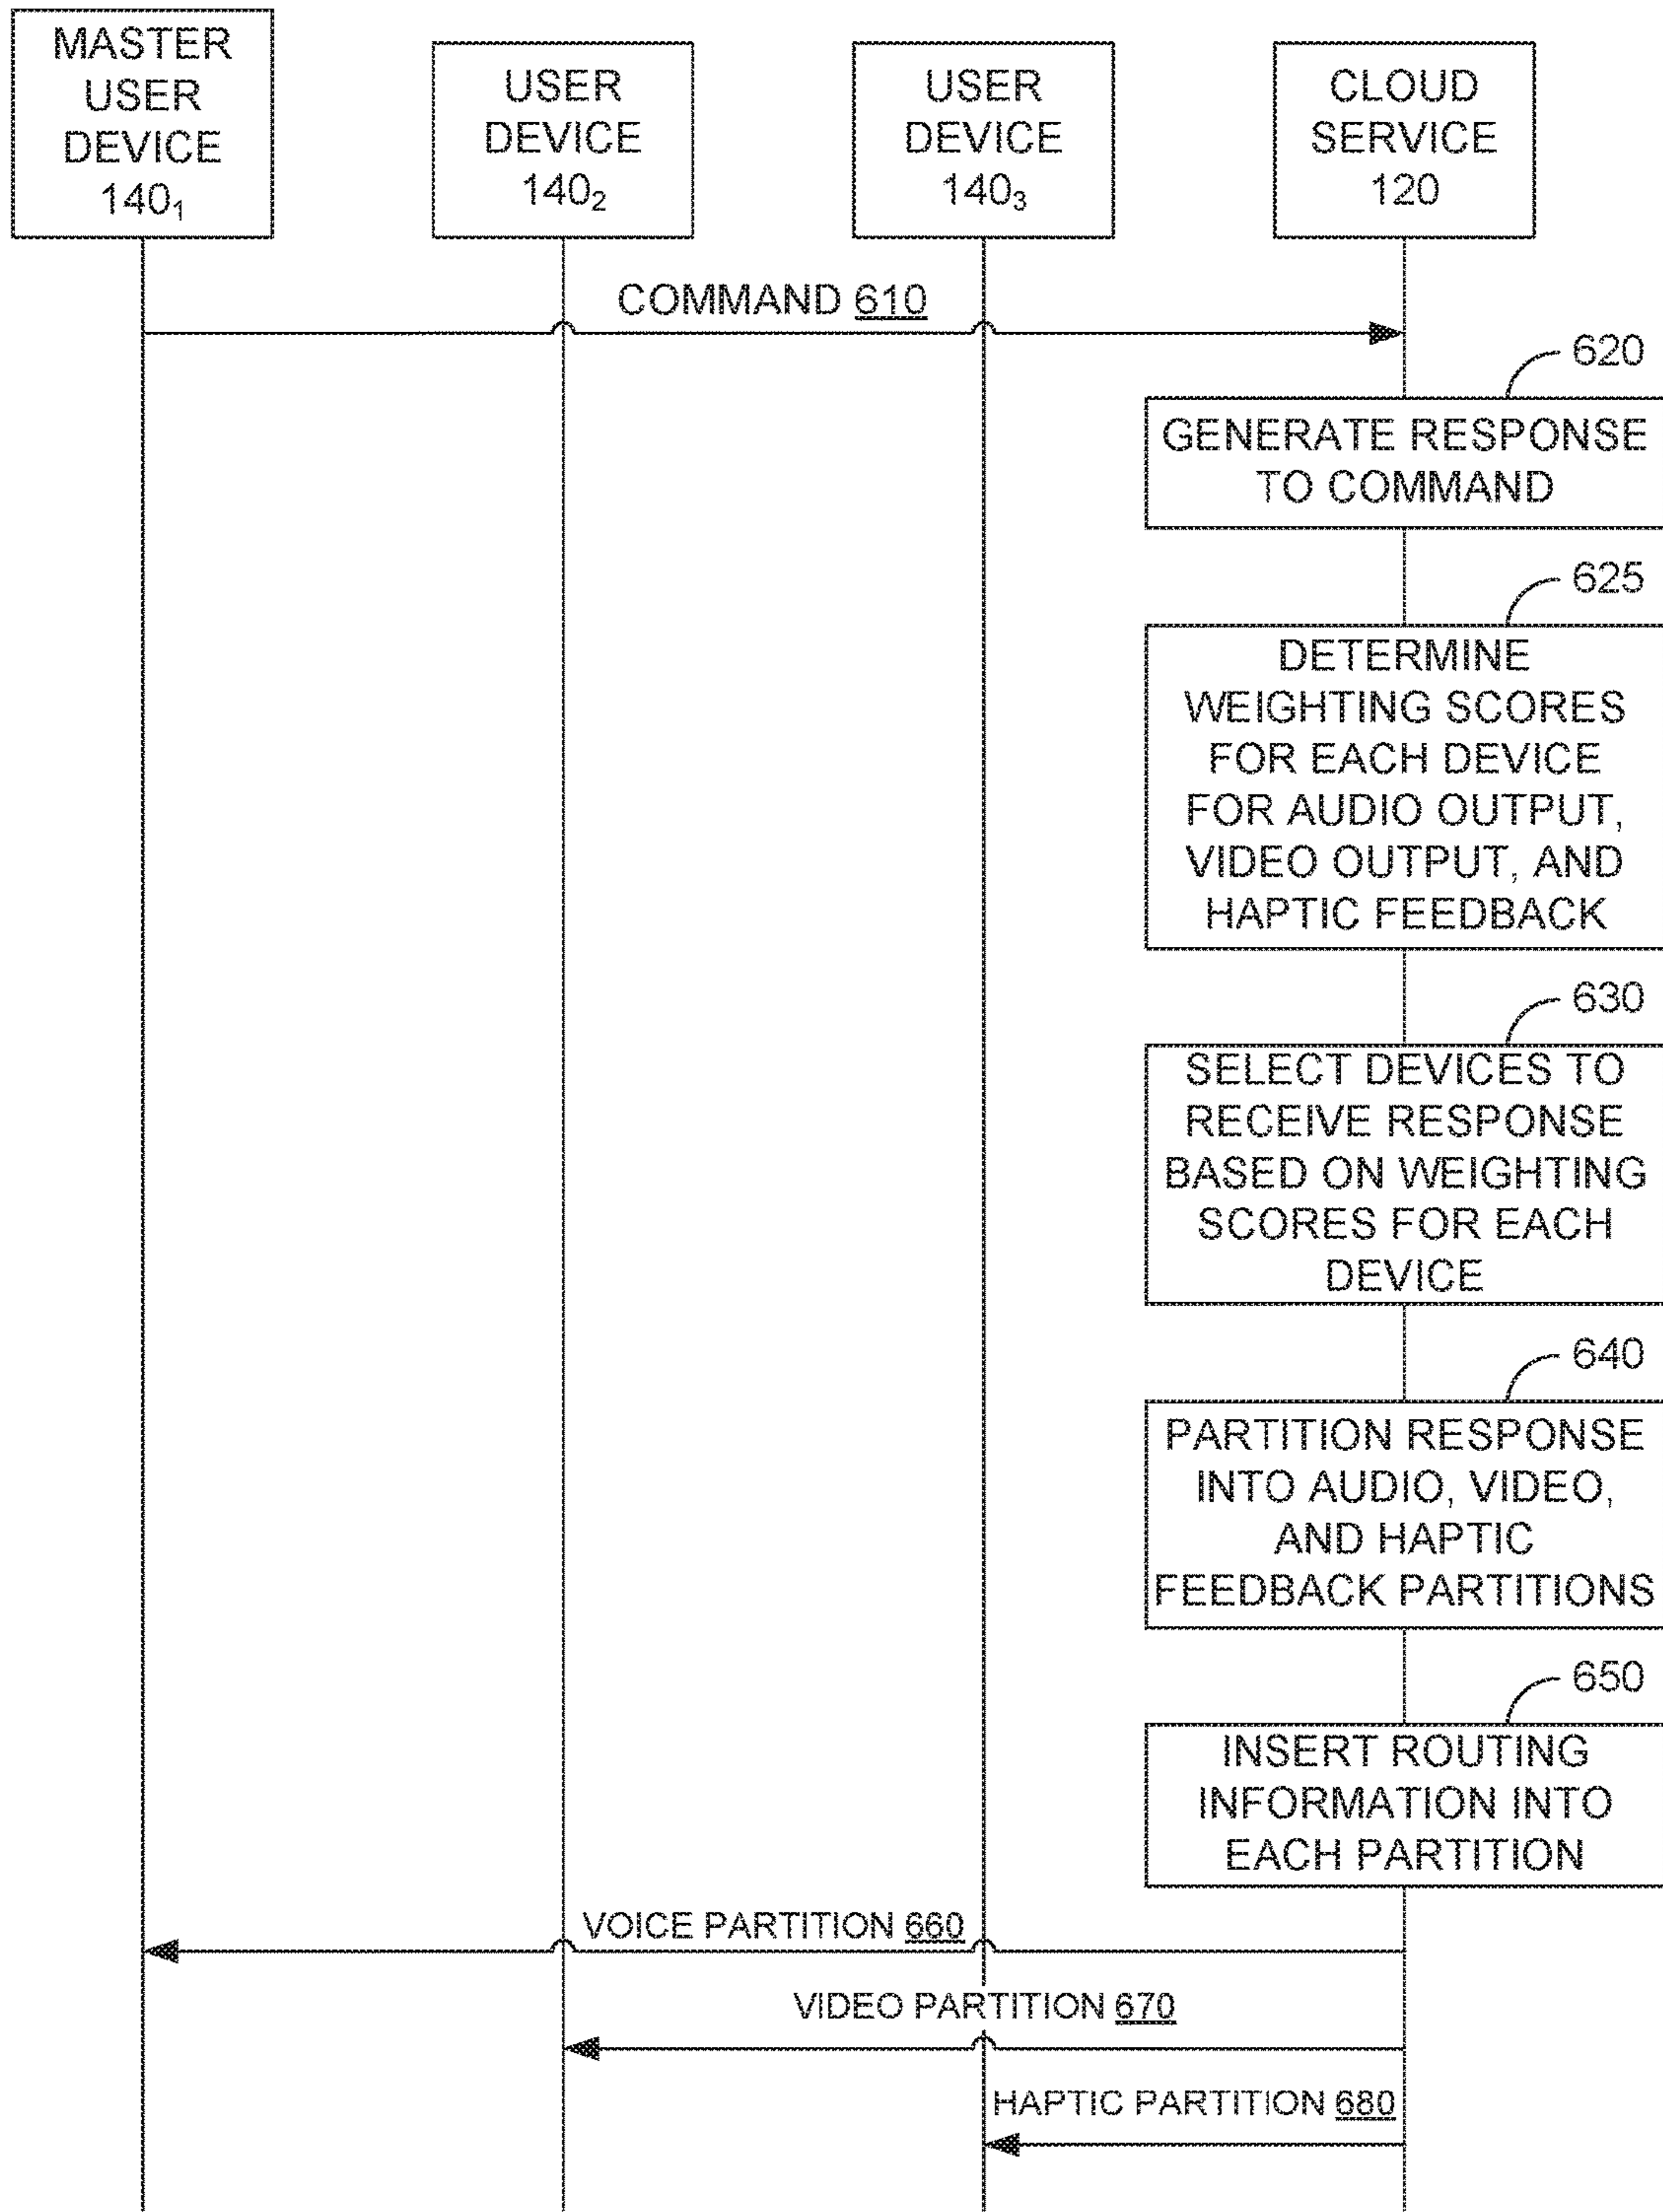 MASTER
USER
DEVICE
140₁
USER
DEVICE
140₂
USER
DEVICE
140₃
CLOUD
SERVICE
120
COMMAND 610
620
GENERATE RESPONSE
TO COMMAND
625
DETERMINE
WEIGHTING SCORES
FOR EACH DEVICE
FOR AUDIO OUTPUT,
VIDEO OUTPUT, AND
HAPTIC FEEDBACK
630
SELECT DEVICES TO
RECEIVE RESPONSE
BASED ON WEIGHTING
SCORES FOR EACH
DEVICE
640
PARTITION RESPONSE
INTO AUDIO, VIDEO,
AND HAPTIC
FEEDBACK PARTITIONS
650
INSERT ROUTING
INFORMATION INTO
EACH PARTITION
VOICE PARTITION 660
VIDEO PARTITION 670
HAPTIC PARTITION 680